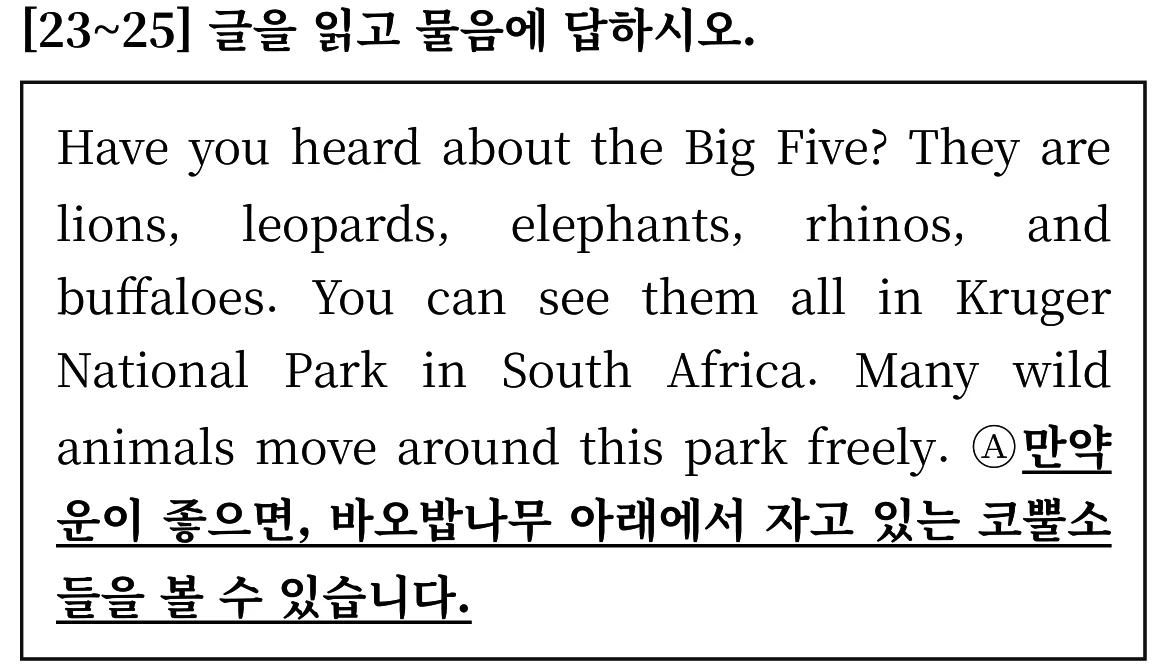 [23~25] 글을 읽고 물음에 답하시오.
Have you heard about the Big Five? They are
lions, leopards, elephants, rhinos, and
buffaloes. You can see them all in Kruger
National Park in South Africa. Many wild
animals move around this park freely. Ⓐ만약
운이 좋으면, 바오밥나무 아래에서 자고 있는 코뿔소
들을 볼 수 있습니다.